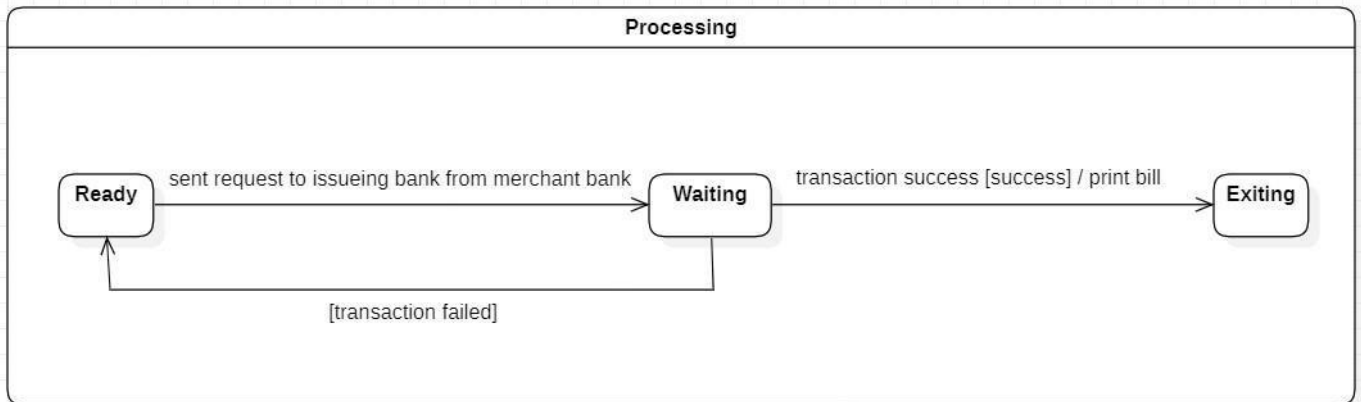 Processing
sent request to issueing bank from merchant bank
transaction success [success] / print bill
Ready
Waiting
Exiting
[transaction failed]